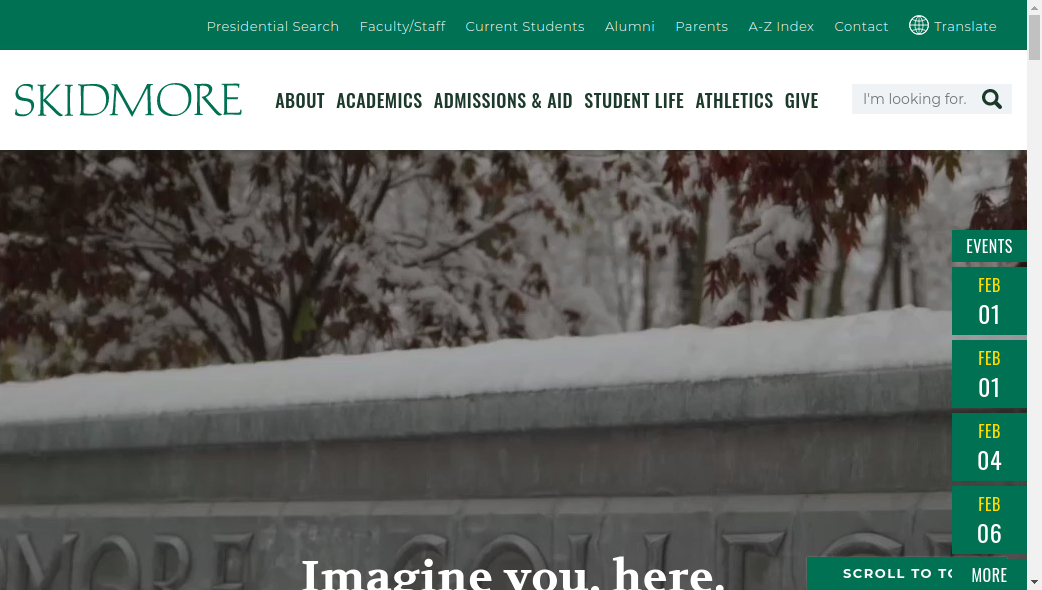 Presidential Search Faculty/Staff Current Students Alumni Parents A-Z Index Contact Translate
SKIDMORE ABOUT ACADEMICS ADMISSIONS & AID STUDENT LIFE ATHLETICS GIVE I'm looking for.
EVENTS
FEB
01
FEB
01
FEB
04
FEB
06
MORE COLLEGE
Imagine you, here.
SCROLL TO TO
MORE